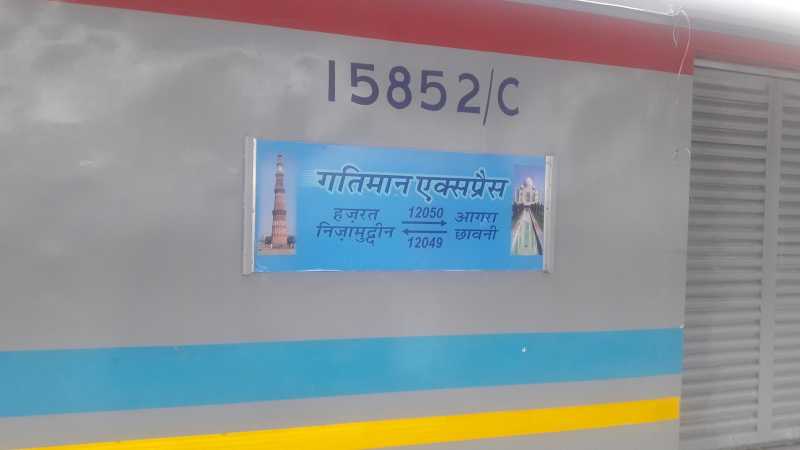 15852/C
गतिमान एक्सप्रैस
हज़रत 12050 आगरा
निज़ामुद्दीन 12049 छावनी